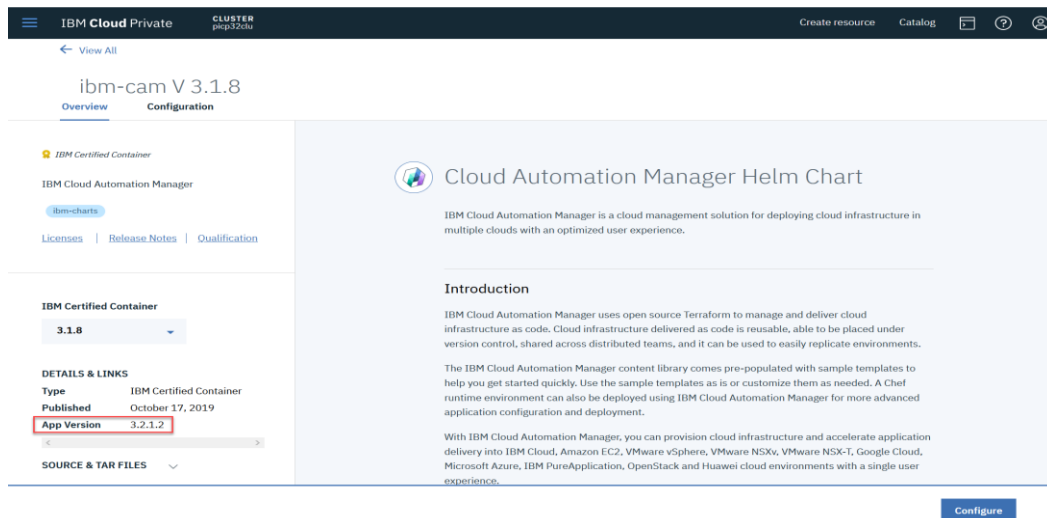 IBM Cloud Private
CLUSTER
picp32clu
Create resource
Catalog
View All
ibm-cam V 3.1.8
Overview
Configuration
IBM Certified Container
IBM Cloud Automation Manager
ibm-charts
Licenses | Release Notes | Qualification
IBM Certified Container
3.1.8
DETAILS & LINKS
Type IBM Certified Container
Published October 17, 2019
App Version 3.2.1.2
SOURCE & TAR FILES
Cloud Automation Manager Helm Chart
IBM Cloud Automation Manager is a cloud management solution for deploying cloud infrastructure in
multiple clouds with an optimized user experience.
Introduction
IBM Cloud Automation Manager uses open source Terraform to manage and deliver cloud
infrastructure as code. Cloud infrastructure delivered as code is reusable, able to be placed under
version control, shared across distributed teams, and it can be used to easily replicate environments.
The IBM Cloud Automation Manager content library comes pre-populated with sample templates to
help you get started quickly. Use the sample templates as is or customize them as needed. A Chef
runtime environment can also be deployed using IBM Cloud Automation Manager for more advanced
application configuration and deployment.
With IBM Cloud Automation Manager, you can provision cloud infrastructure and accelerate application
delivery into IBM Cloud, Amazon EC2, VMware vSphere, VMware NSXv, VMware NSX-T, Google Cloud,
Microsoft Azure, IBM PureApplication, OpenStack and Huawei cloud environments with a single user
experience.
Configure